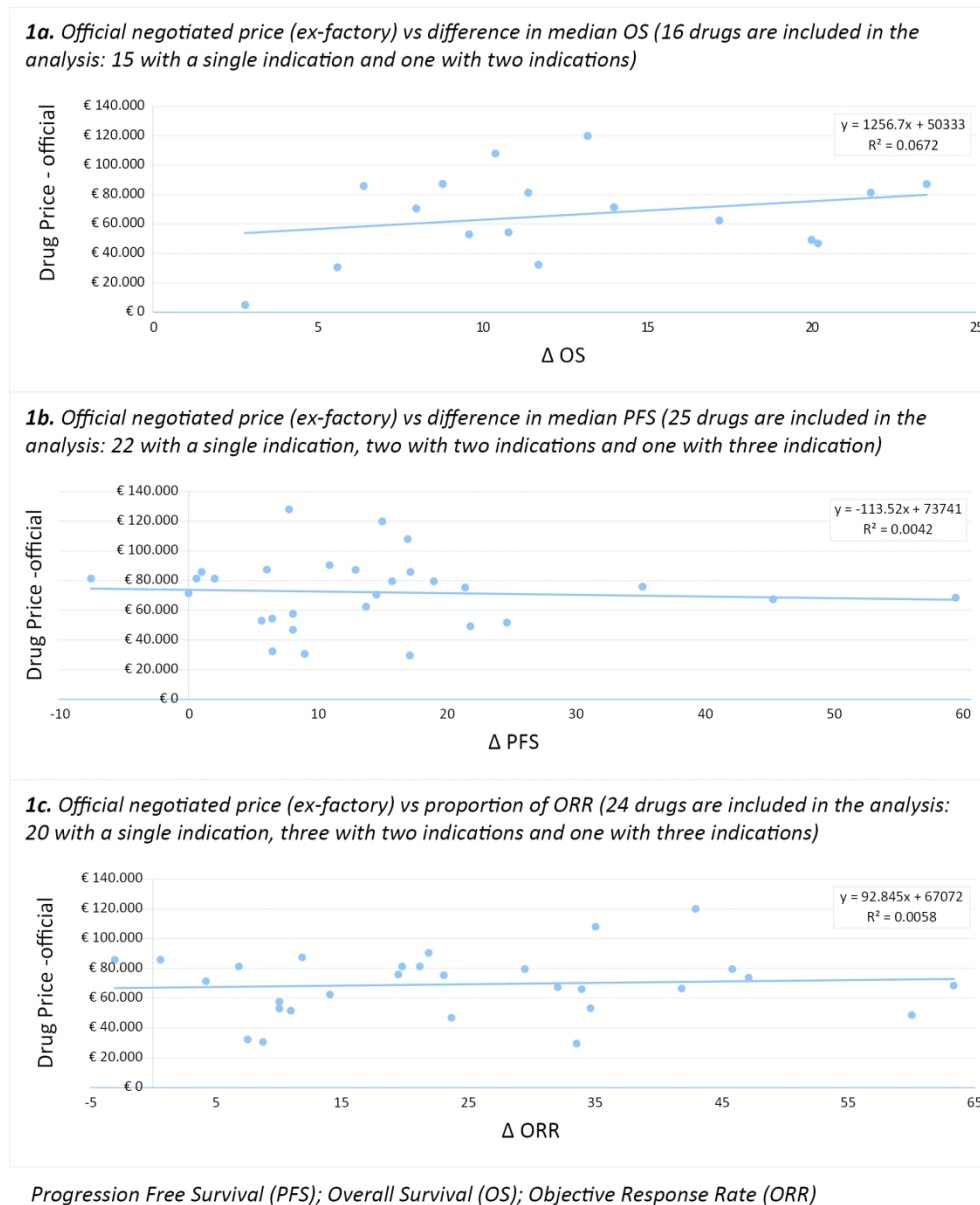 1a. Official negotiated price (ex-factory) vs difference in median OS (16 drugs are included in the
analysis: 15 with a single indication and one with two indications)
Drug Price - official
€ 140.000
€ 120.000
€ 100.000
€ 80.000
€ 60.000
€ 40.000
€ 20.000
€ 0
y = 1256.7x + 50333
R² = 0.0672
0 5 10 15 20 25
Δ OS
1b. Official negotiated price (ex-factory) vs difference in median PFS (25 drugs are included in the
analysis: 22 with a single indication, two with two indications and one with three indication)
Drug Price -official
€ 140.000
€ 120.000
€ 100.000
€ 80.000
€ 60.000
€ 40.000
€ 20.000
€ 0
y = -113.52x + 73741
R² = 0.0042
-10 0 10 20 30 40 50 60
Δ PFS
1c. Official negotiated price (ex-factory) vs proportion of ORR (24 drugs are included in the analysis:
20 with a single indication, three with two indications and one with three indications)
Drug Price -official
€ 140.000
€ 120.000
€ 100.000
€ 80.000
€ 60.000
€ 40.000
€ 20.000
€ 0
y = 92.845x + 67072
R² = 0.0058
-5 5 15 25 35 45 55 65
Δ ORR
Progression Free Survival (PFS); Overall Survival (OS); Objective Response Rate (ORR)